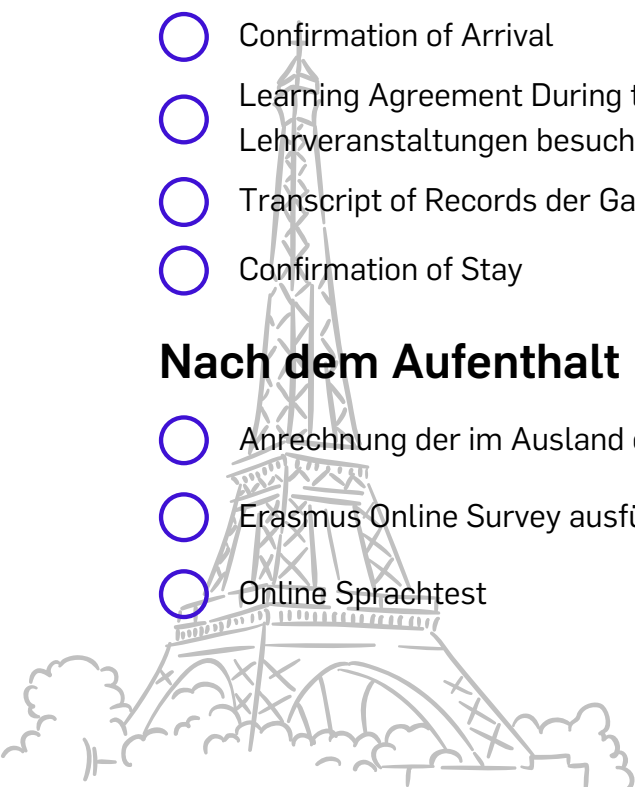 Confirmation of Arrival
Learning Agreement During
Lehrveranstaltungen besuch
Transcript of Records der
Confirmation of Stay
Nach dem Aufenthalt
Anrechnung der im Ausland
Erasmus Online Survey
Online Sprachtest